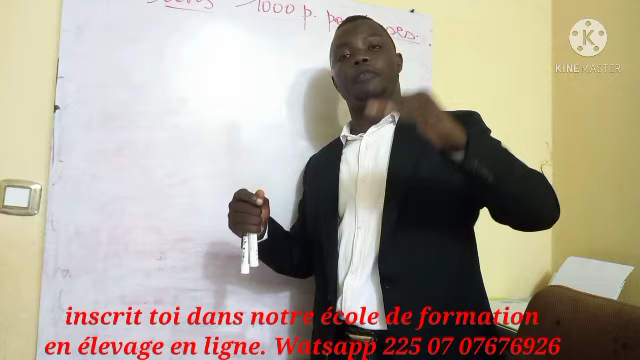 1000 p.
KINEMASTER
inscrit toi dans notre école de formation
en élevage en ligne. Watsapp 225 07 07676926